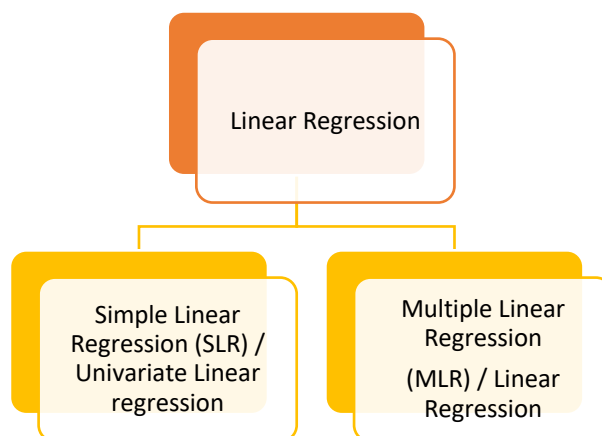 Linear Regression
Simple Linear
Regression (SLR) /
Univariate Linear
regression
Multiple Linear
Regression
(MLR) / Linear
Regression